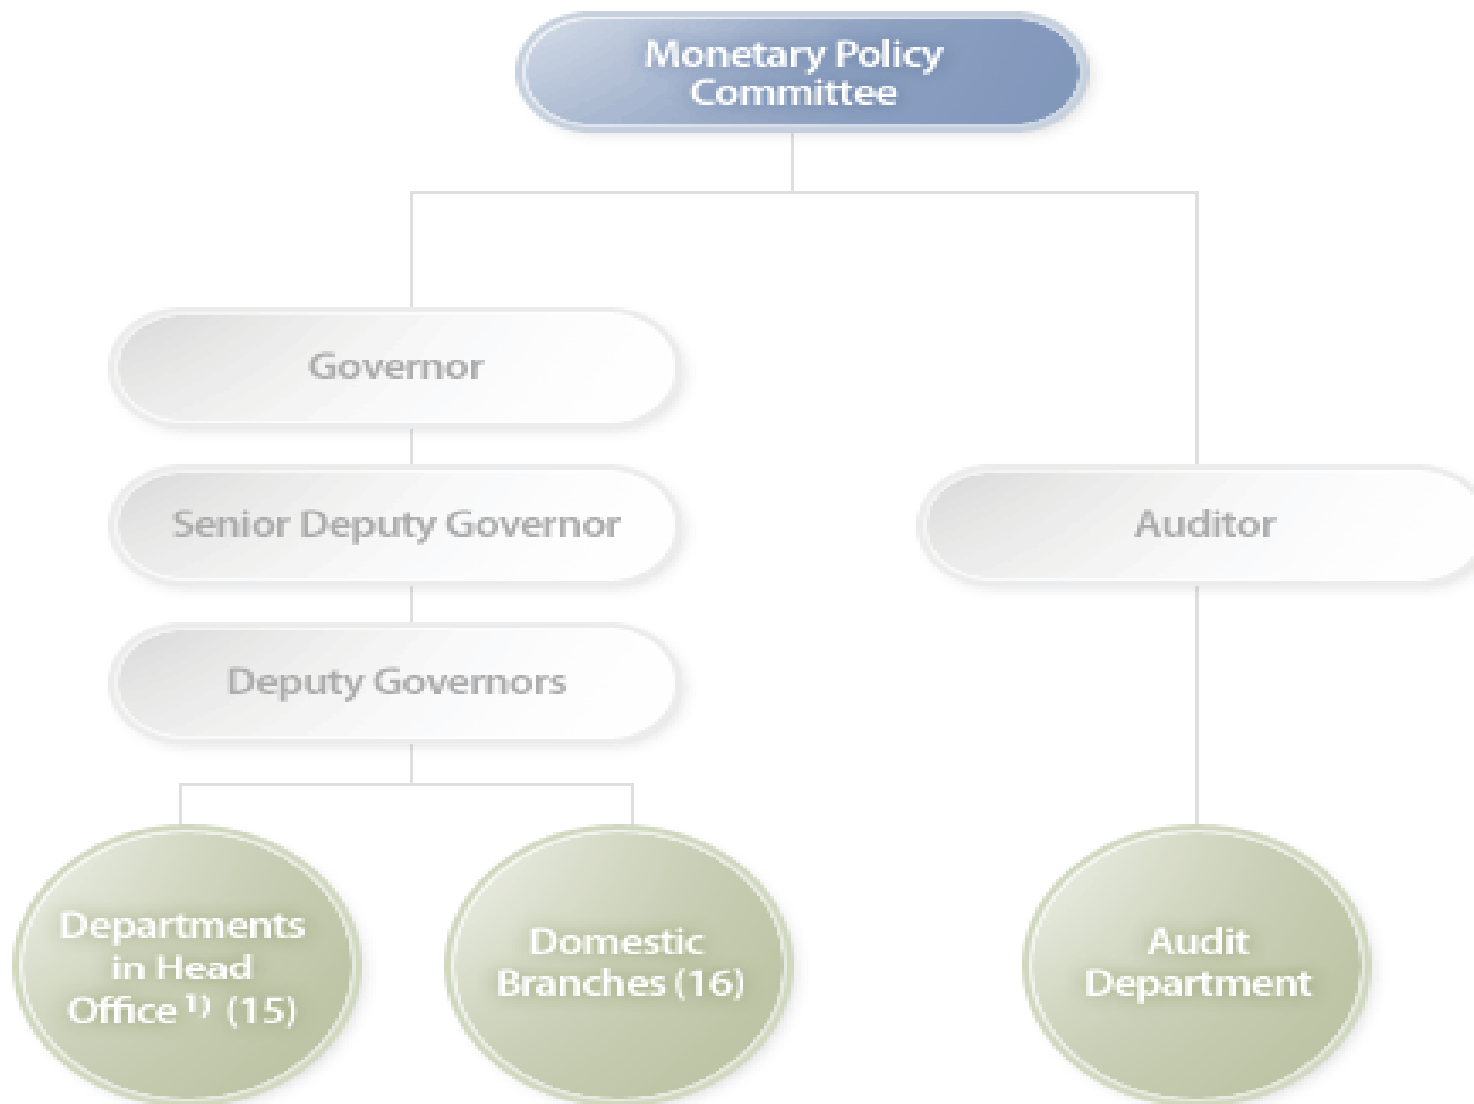 Monetary Policy
Committee
Governor
Senior Deputy Governor
Auditor
Deputy Governors
Departments
in Head
Office 1) (15)
Domestic
Branches (16)
Audit
Department